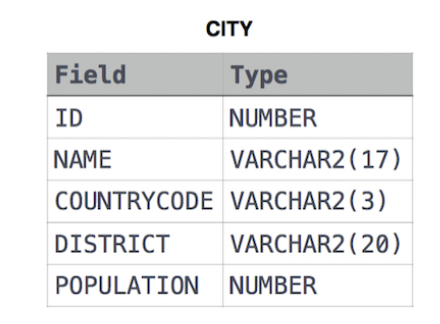 CITY
Field Type
ID NUMBER
NAME VARCHAR2(17)
COUNTRYCODE VARCHAR2(3)
DISTRICT VARCHAR2(20)
POPULATION NUMBER